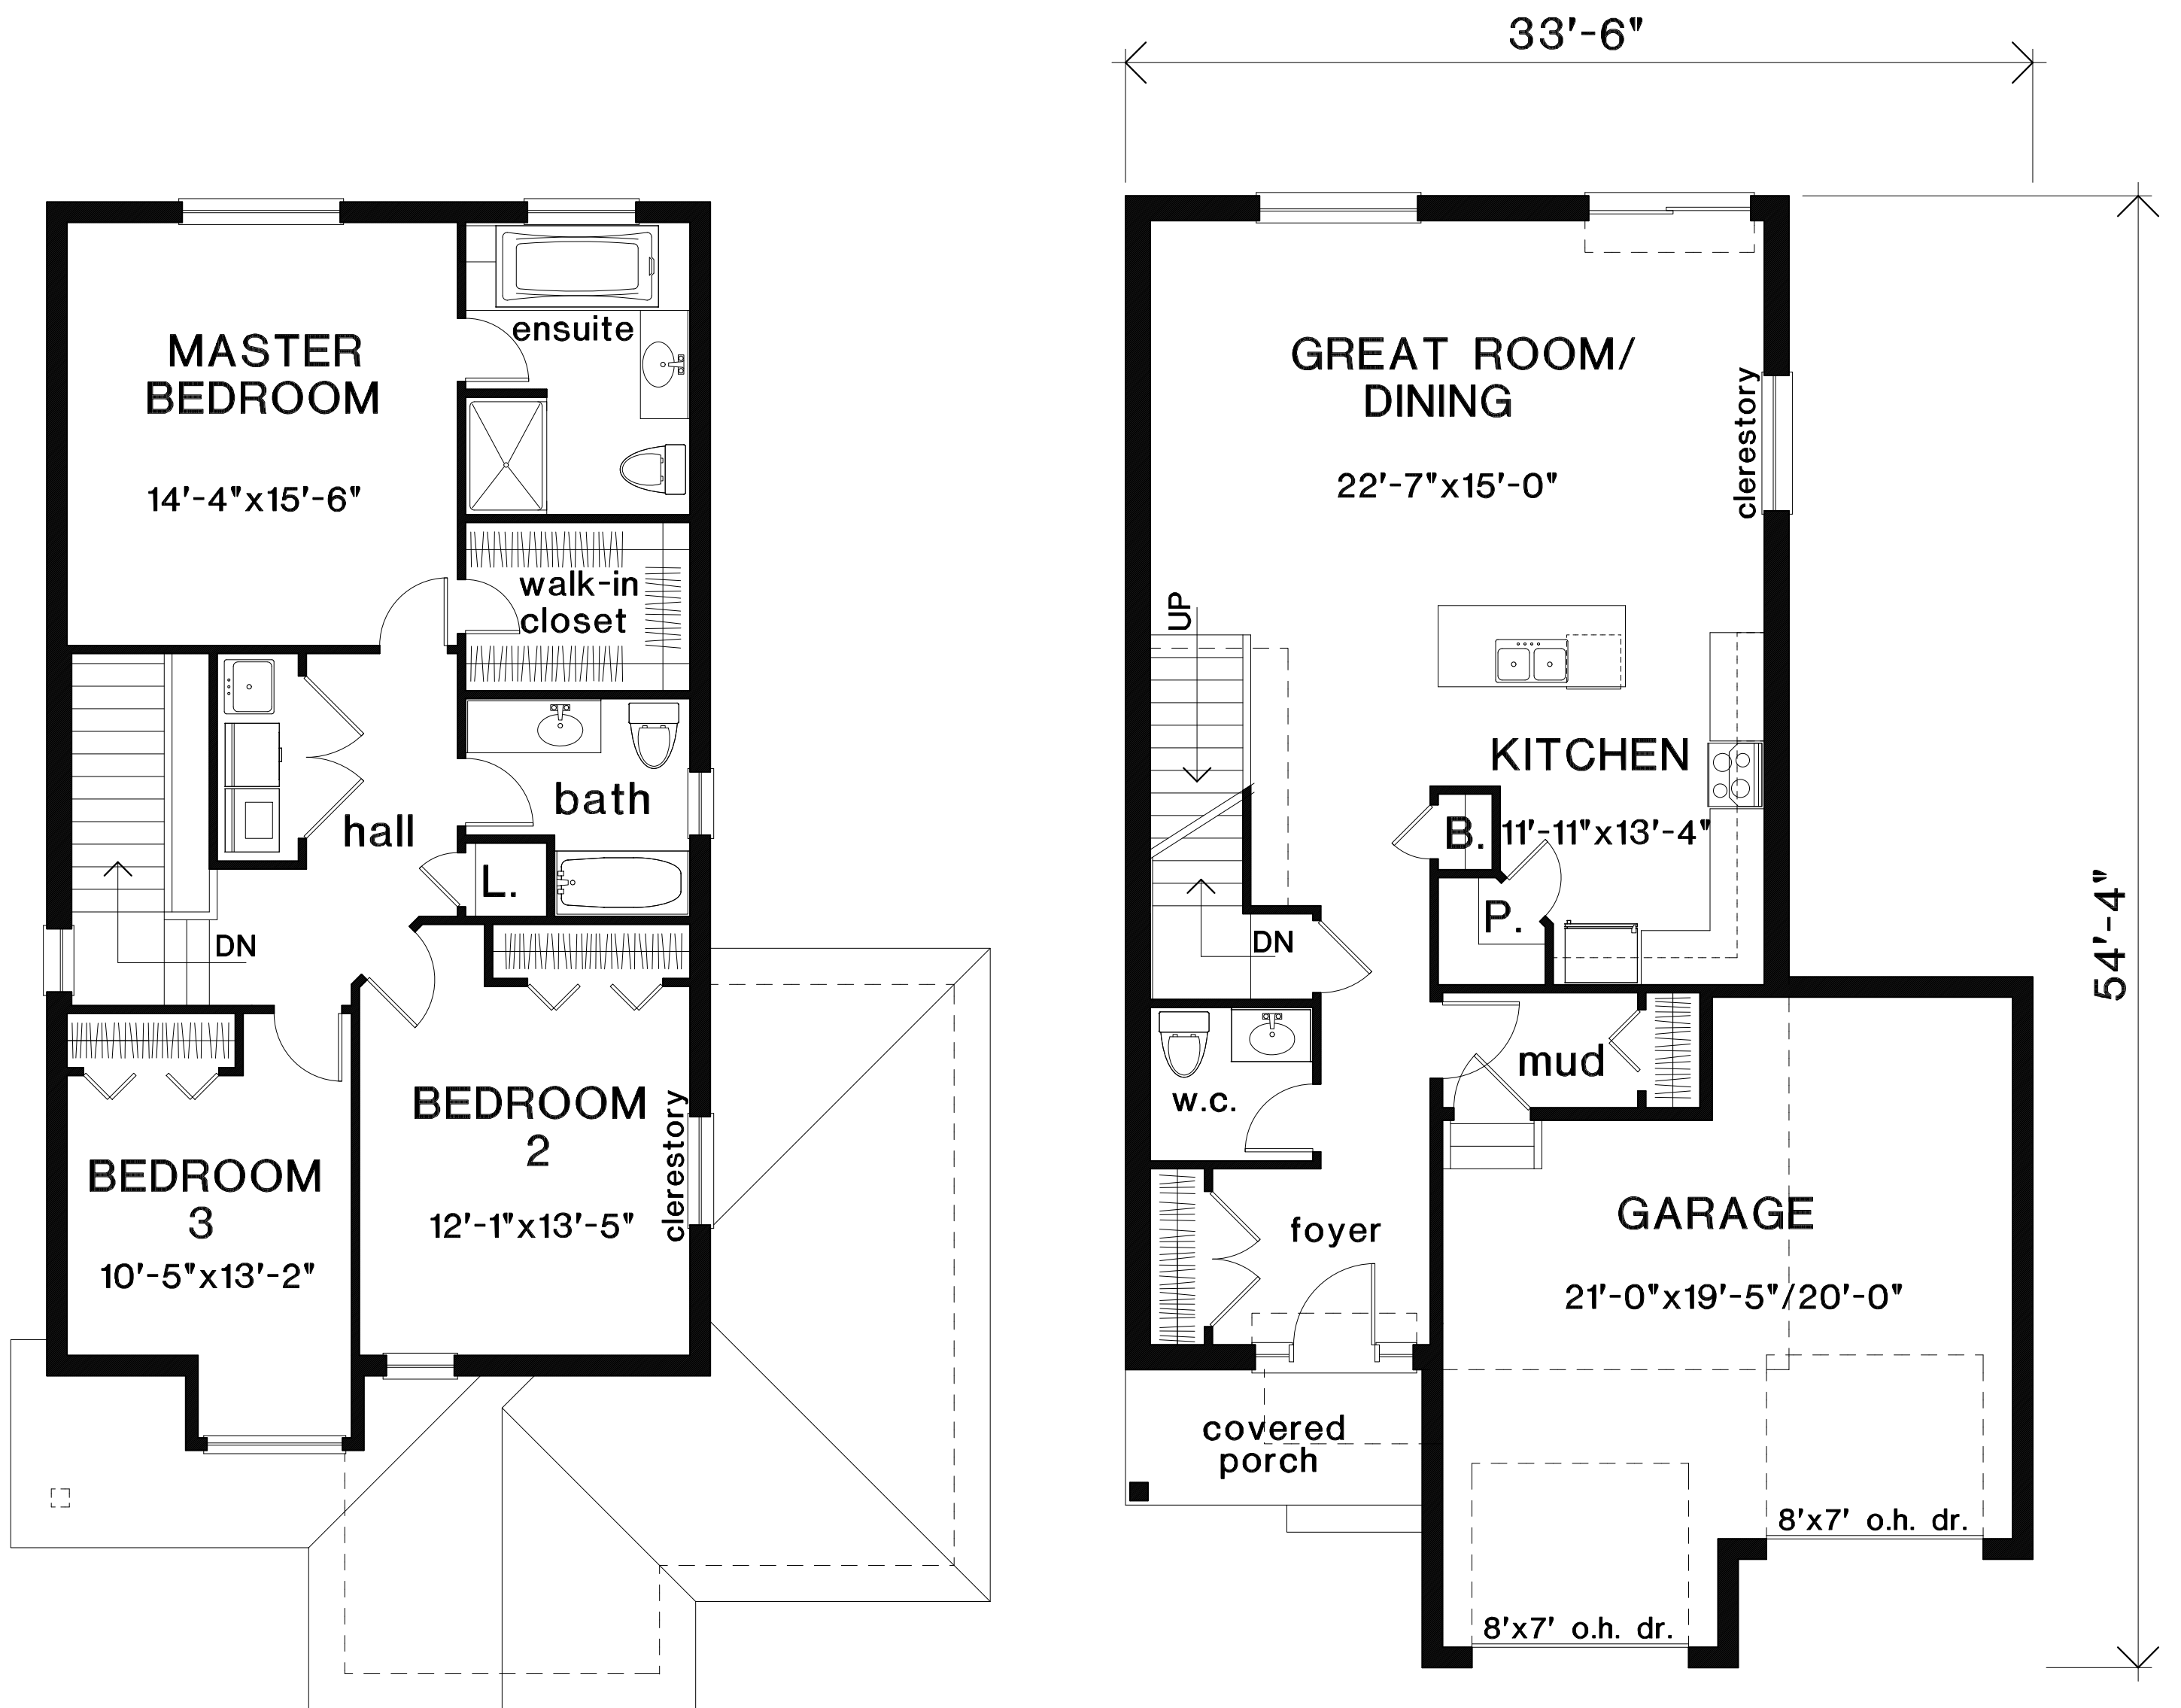 33'-6"
54'-4"
MASTER
BEDROOM
14'-4"x15'-6"
ensuite
walk-in
closet
hall
bath
L.
DN
BEDROOM
2
12'-1"x13'-5"
clerestory
BEDROOM
3
10'-5"x13'-2"
GREAT ROOM/
DINING
22'-7"x15'-0"
clerestory
UP
KITCHEN
11'-11"x13'-4"
B.
P.
DN
mud
w.c.
foyer
GARAGE
21'-0"x19'-5"/20'-0"
covered
porch
8'x7' o.h. dr.
8'x7' o.h. dr.